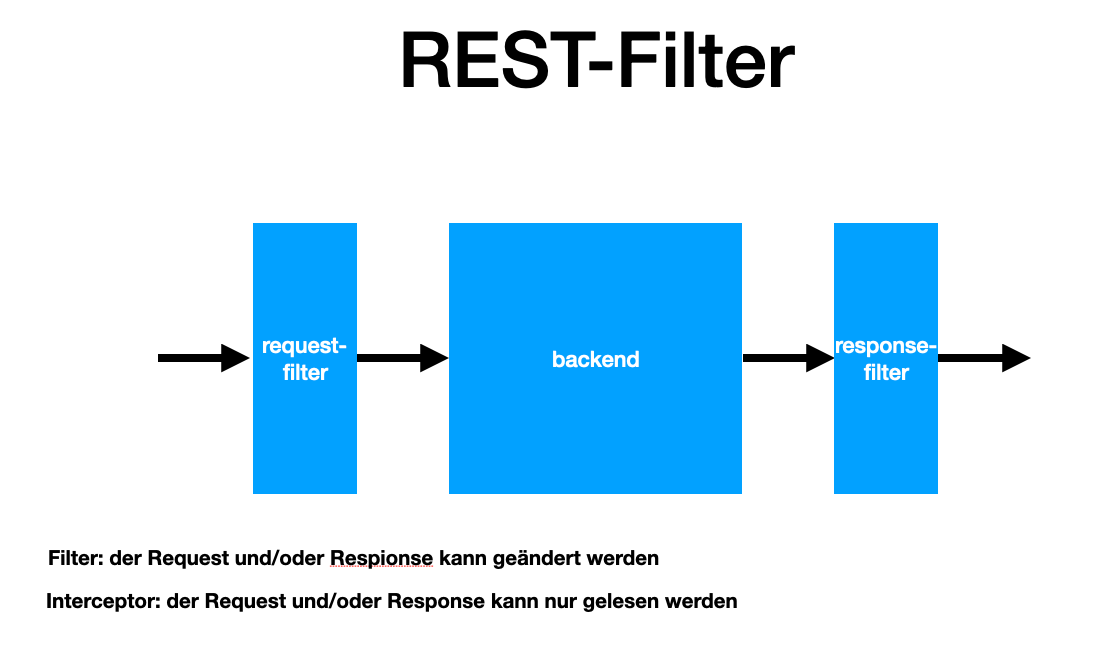 REST-Filter
request-
filter
backend
response-
filter
Filter: der Request und/oder Respionse kann geändert werden
Interceptor: der Request und/oder Response kann nur gelesen werden